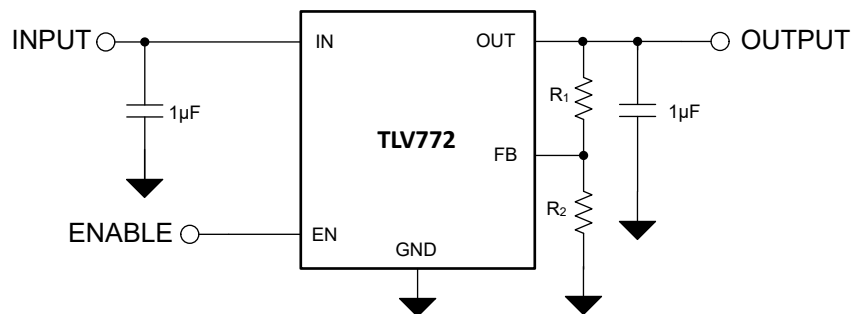 INPUT
IN
OUT
OUTPUT
R₁
1µF
1µF
TLV772
FB
R₂
ENABLE
EN
GND